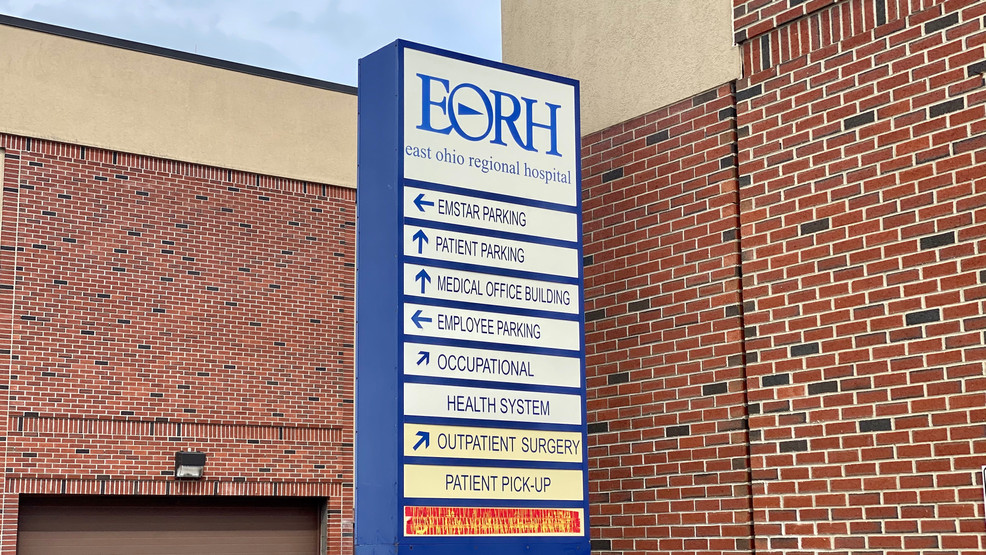 EORH
east ohio regional hospital
← EMSTAR PARKING
↑ PATIENT PARKING
↑ MEDICAL OFFICE BUILDING
← EMPLOYEE PARKING
↗ OCCUPATIONAL
HEALTH SYSTEM
↗ OUTPATIENT SURGERY
PATIENT PICK-UP